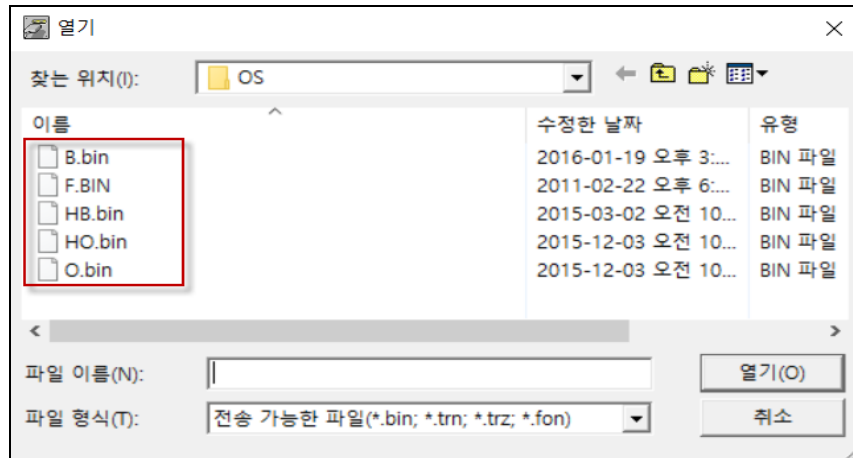 열기
찾는 위치(I): OS
이름 수정한 날짜 유형
B.bin 2016-01-19 오후 3:... BIN 파일
F.BIN 2011-02-22 오후 6:... BIN 파일
HB.bin 2015-03-02 오전 10... BIN 파일
HO.bin 2015-12-03 오전 10... BIN 파일
O.bin 2015-12-03 오전 10... BIN 파일
파일 이름(N): 열기(O)
파일 형식(T): 전송 가능한 파일(*.bin; *.trn; *.trz; *.fon) 취소